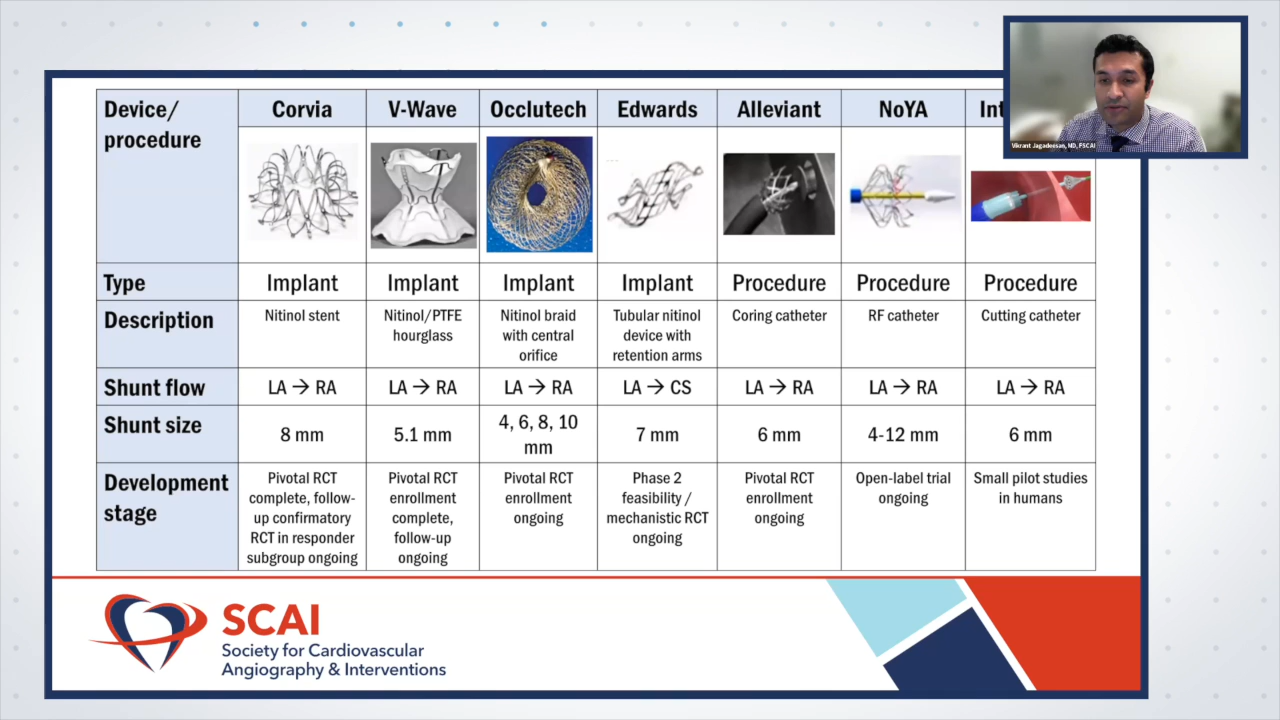 Device/
procedure
Corvia
V-Wave
Occlutech
Edwards
Alleviant
NoYA
Vikrant Jagadeesan, MD, FSCAI
Type
Implant
Implant
Implant
Implant
Procedure
Procedure
Procedure
Description
Nitinol stent
Nitinol/PTFE
hourglass
Nitinol braid
with central
orifice
Tubular nitinol
device with
retention arms
Coring catheter
RF catheter
Cutting catheter
Shunt flow
LA → RA
LA → RA
LA → RA
LA → CS
LA → RA
LA → RA
LA → RA
Shunt size
8 mm
5.1 mm
4, 6, 8, 10
mm
7 mm
6 mm
4-12 mm
6 mm
Development
stage
Pivotal RCT
complete, follow-
up confirmatory
RCT in responder
subgroup ongoing
Pivotal RCT
enrollment
complete,
follow-up
ongoing
Pivotal RCT
enrollment
ongoing
Phase 2
feasibility /
mechanistic RCT
ongoing
Pivotal RCT
enrollment
ongoing
Open-label trial
ongoing
Small pilot studies
in humans
SCAI
Society for Cardiovascular
Angiography & Interventions